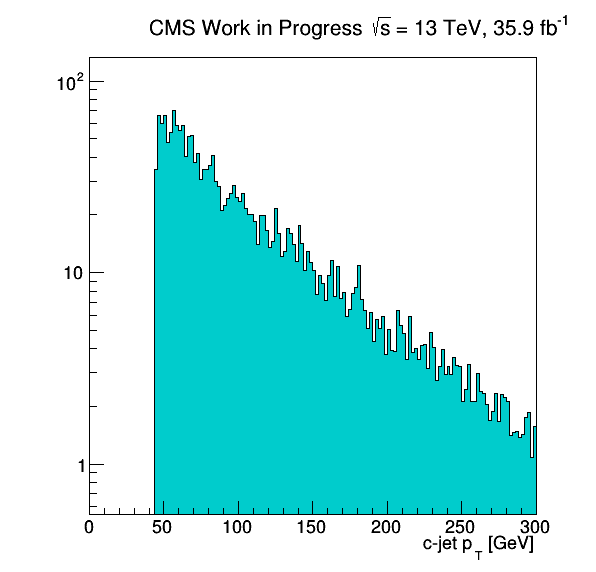 CMS Work in Progress √s = 13 TeV, 35.9 fb⁻¹
10²
10
1
0 50 100 150 200 250 300
c-jet p_T [GeV]